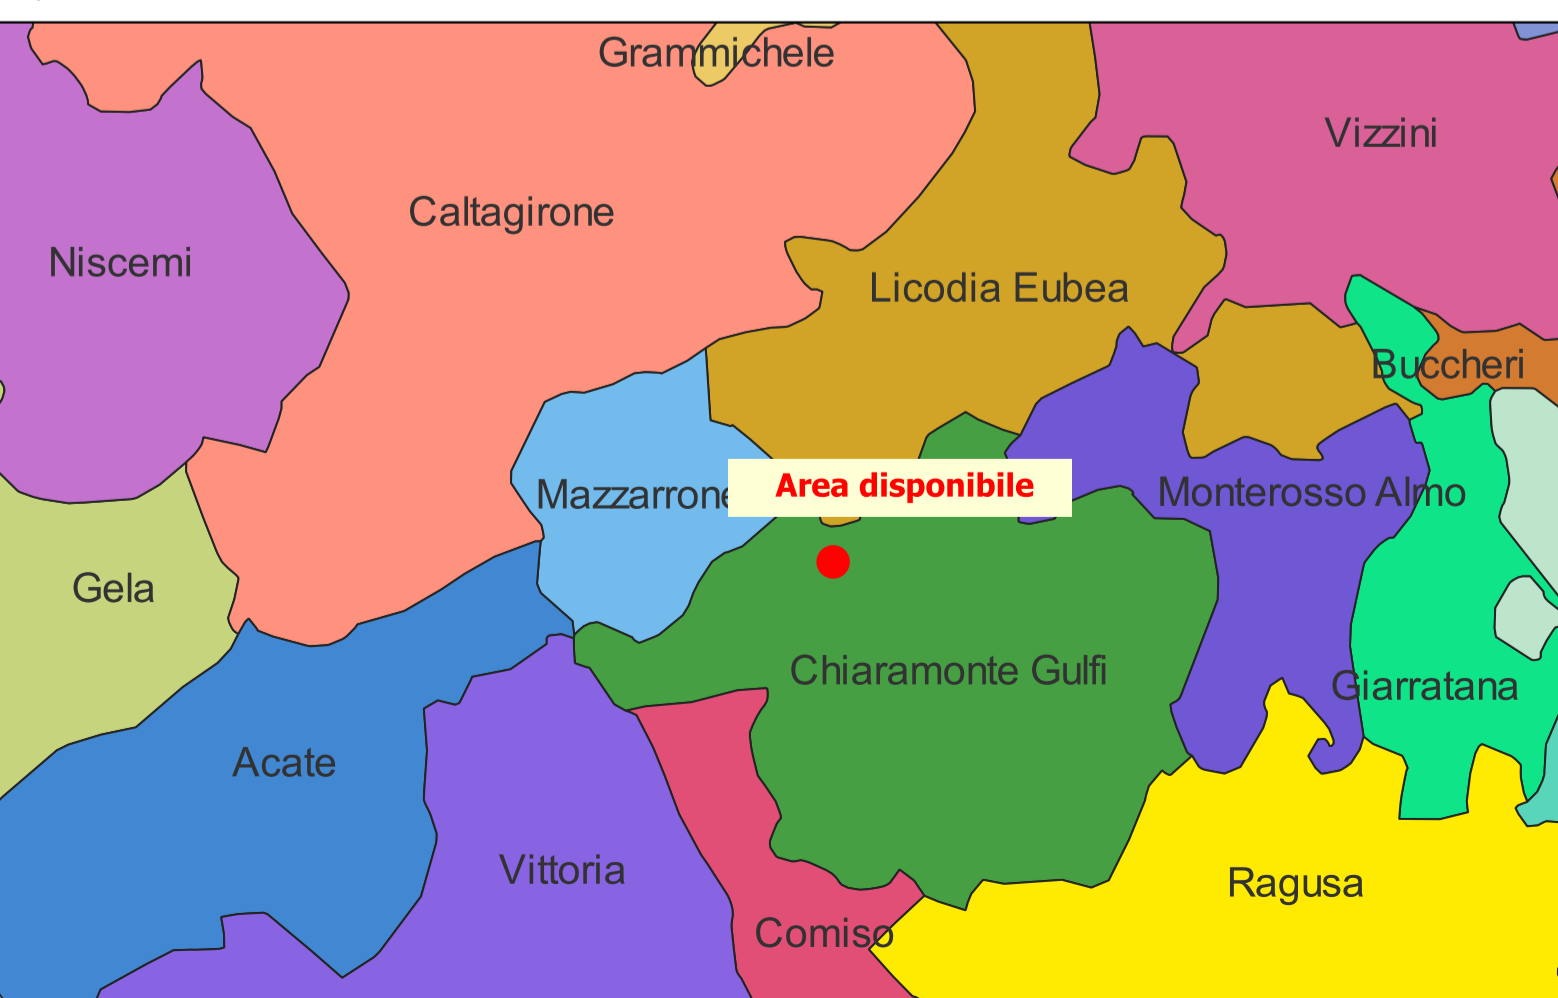 Grammichele
Vizzini
Caltagirone
Niscemi
Licodia Eubea
Buccheri
Mazzarrone
Area disponibile
Monterosso Almo
Gela
Chiaramonte Gulfi
Giarratana
Acate
Vittoria
Ragusa
Comiso